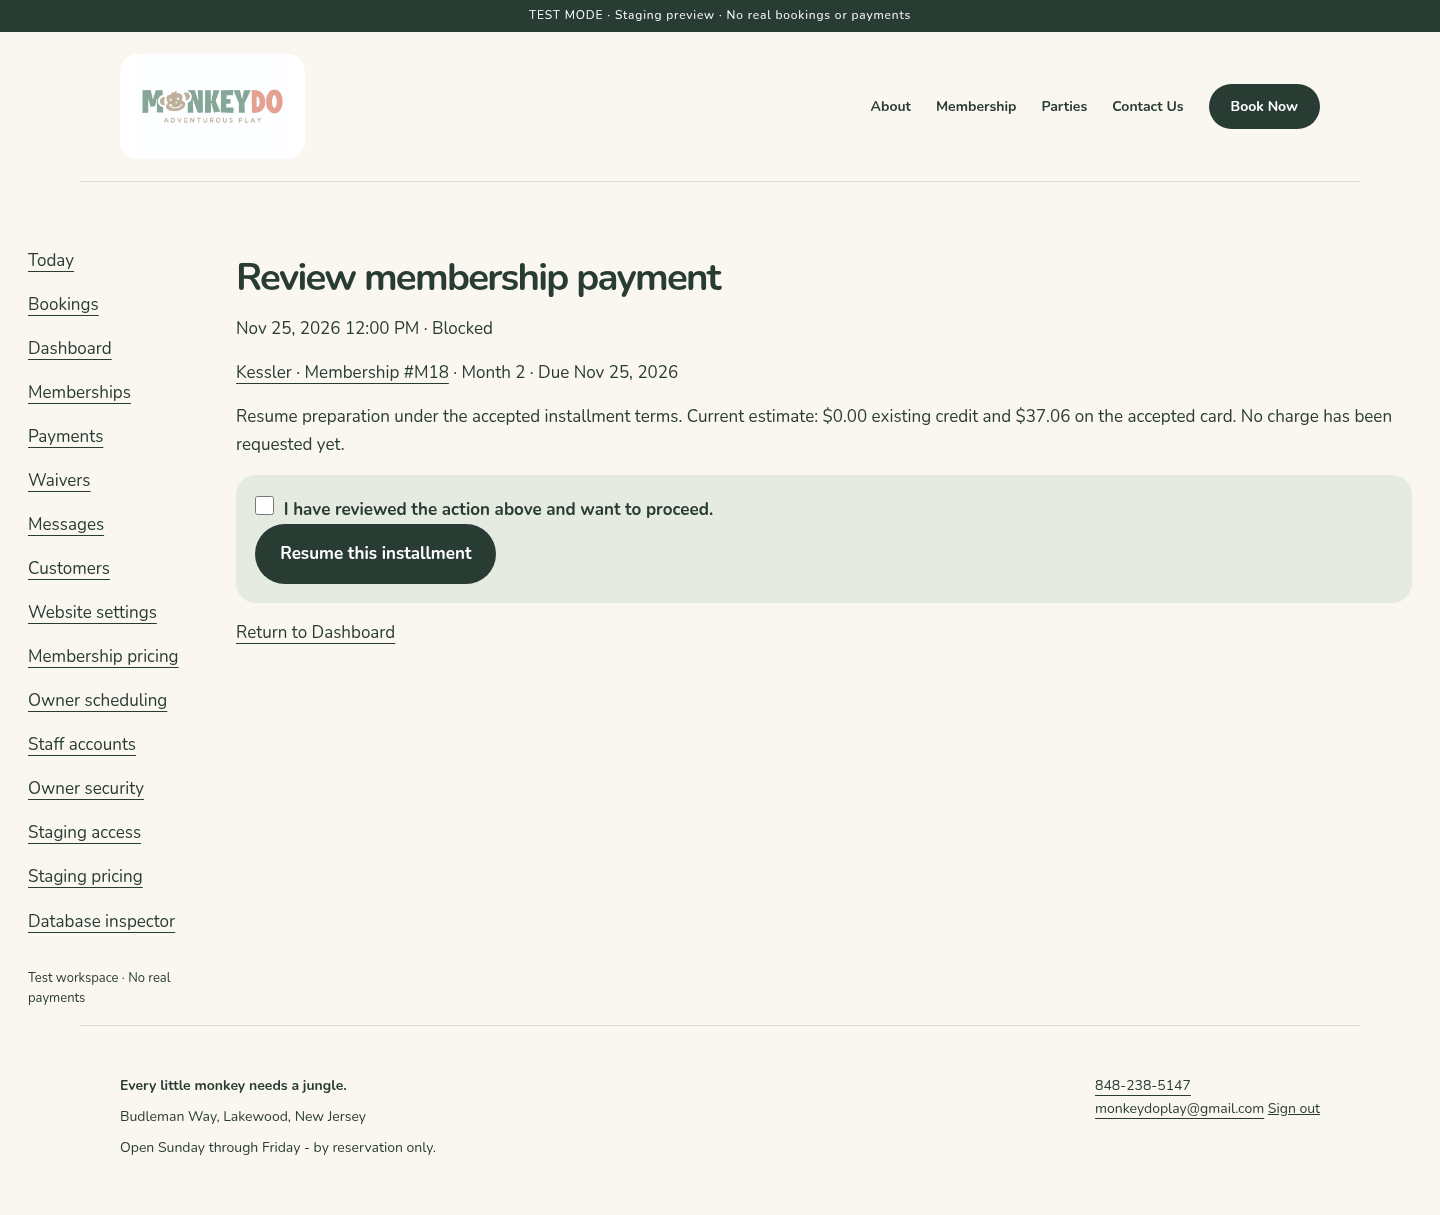 TEST MODE · Staging preview · No real bookings or payments
MONKEYDO
ADVENTUROUS PLAY
About
Membership
Parties
Contact Us
Book Now
Today
Bookings
Dashboard
Memberships
Payments
Waivers
Messages
Customers
Website settings
Membership pricing
Owner scheduling
Staff accounts
Owner security
Staging access
Staging pricing
Database inspector
Test workspace · No real
payments
Review membership payment
Nov 25, 2026 12:00 PM · Blocked
Kessler · Membership #M18 · Month 2 · Due Nov 25, 2026
Resume preparation under the accepted installment terms. Current estimate: $0.00 existing credit and $37.06 on the accepted card. No charge has been
requested yet.
I have reviewed the action above and want to proceed.
Resume this installment
Return to Dashboard
Every little monkey needs a jungle.
Budleman Way, Lakewood, New Jersey
Open Sunday through Friday - by reservation only.
848-238-5147
monkeydoplay@gmail.com Sign out